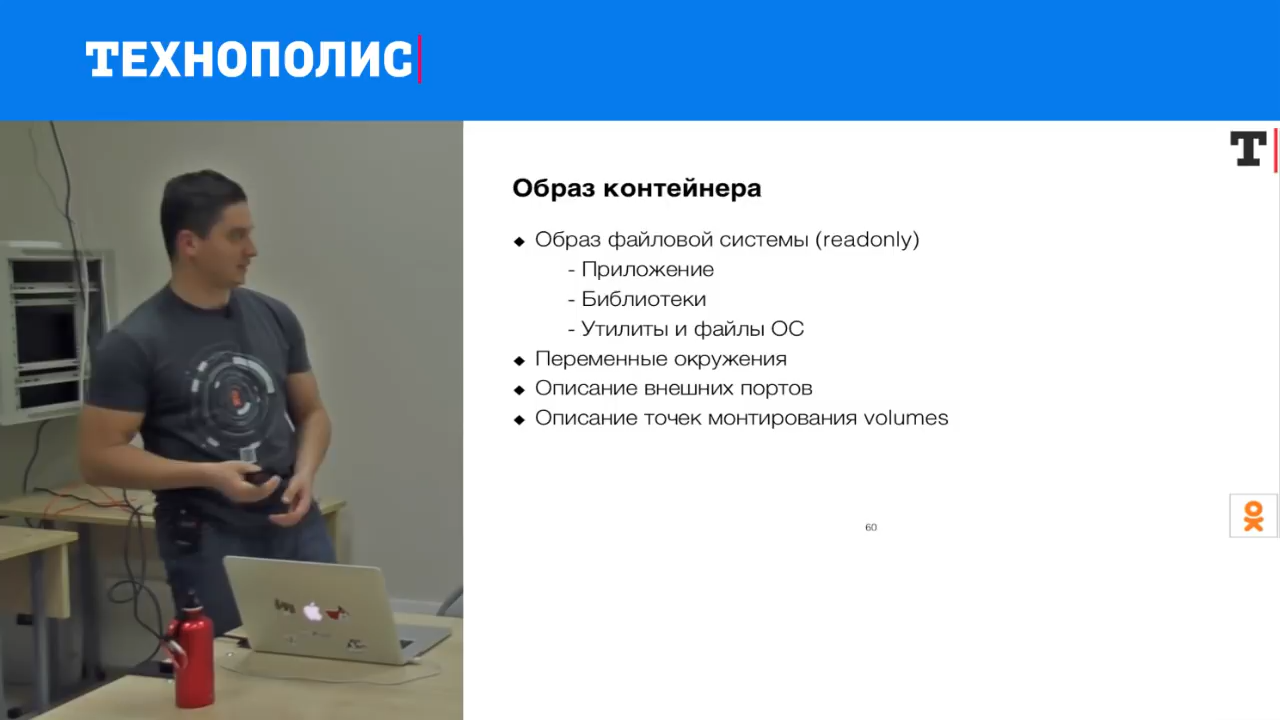 ТЕХНОПОЛИС
Т
Образ контейнера
Образ файловой системы (readonly)
- Приложение
- Библиотеки
- Утилиты и файлы ОС
Переменные окружения
Описание внешних портов
Описание точек монтирования volumes
60